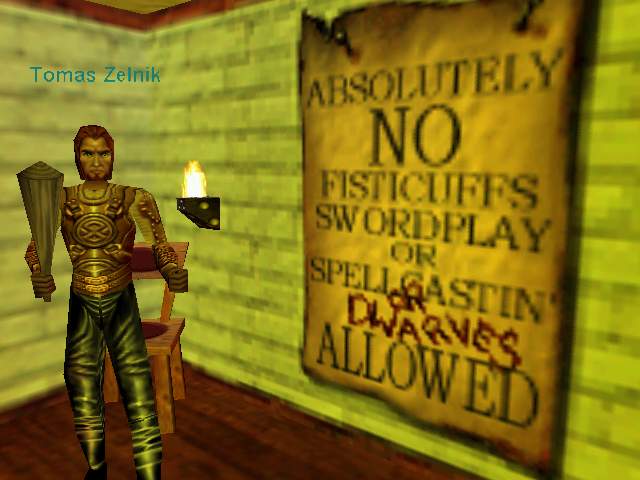 Tomas Zelnik
ABSOLUTELY
NO
FISTICUFFS
SWORDPLAY
OR
SPELLCASTIN'
OR
DWARVES
ALLOWED